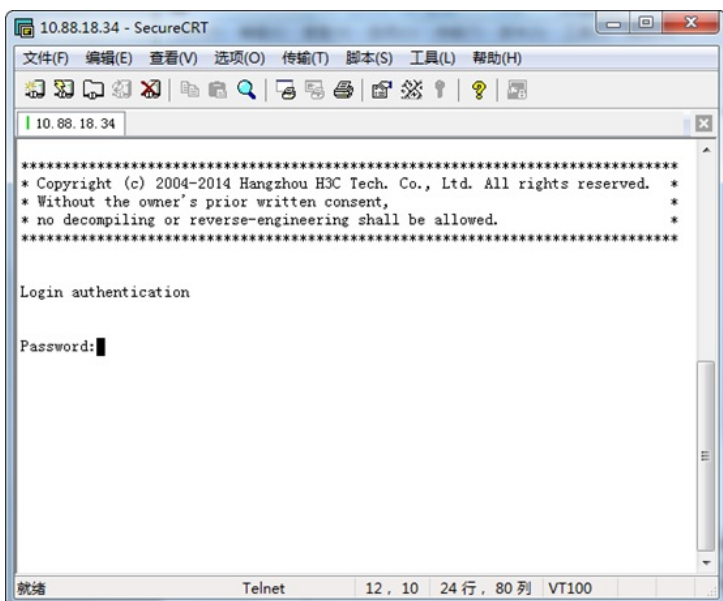 10.88.18.34 - SecureCRT
文件(F) 编辑(E) 查看(V) 选项(O) 传输(T) 脚本(S) 工具(L) 帮助(H)
10.88.18.34
*******************************************************************************
* Copyright (c) 2004-2014 Hangzhou H3C Tech. Co., Ltd. All rights reserved. *
* Without the owner's prior written consent, *
* no decompiling or reverse-engineering shall be allowed. *
*******************************************************************************
Login authentication
Password:
就绪 Telnet 12, 10 24 行, 80 列 VT100